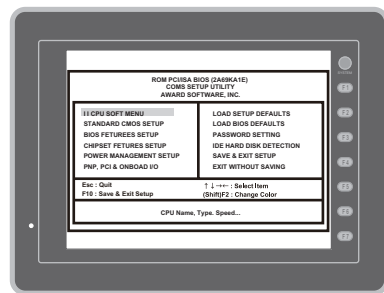 ROM PCI/ISA BIOS (2A69KA1E)
COMS SETUP UTILITY
AWARD SOFTWARE, INC.
I I CPU SOFT MENU
STANDARD CMOS SETUP
BIOS FETUREES SETUP
CHIPSET FETURES SETUP
POWER MANAGEMENT SETUP
PNP, PCI & ONBOAD I/O
LOAD SETUP DEFAULTS
LOAD BIOS DEFAULTS
PASSWORD SETTING
IDE HARD DISK DETECTION
SAVE & EXIT SETUP
EXIT WITHOUT SAVING
Esc : Quit
F10 : Save & Exit Setup
↑ ↓ → ← : Select Item
(Shift)F2 : Change Color
CPU Name, Type. Speed...
SYSTEM
F1
F2
F3
F4
F5
F6
F7